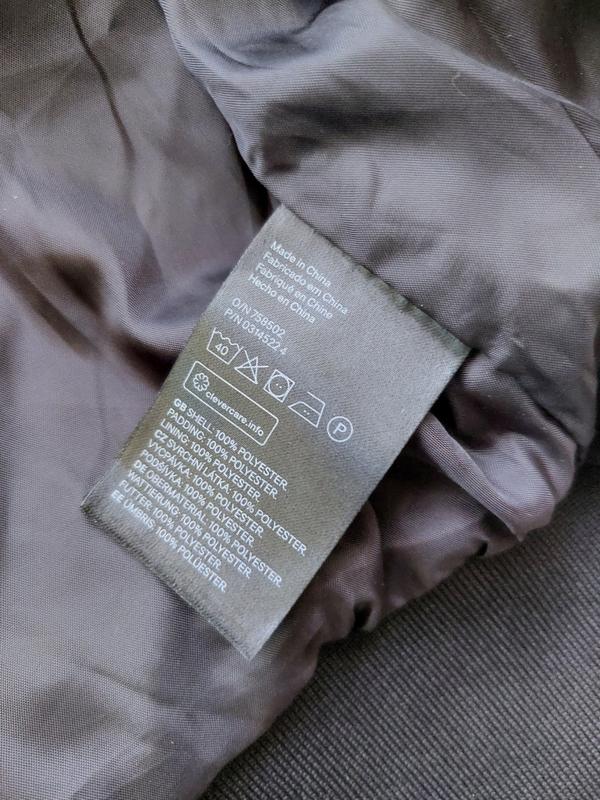 Made in China
Fabricado em China
Fabriqué en Chine
Hecho en China
O/N 758502
P/N 0314522-4
40
P
clevercare.info
GB SHELL: 100% POLYESTER.
PADDING: 100% POLYESTER.
LINING: 100% POLYESTER.
CZ SVRCHNÍ LÁTKA: 100% POLYESTER.
VYCPÁVKA: 100% POLYESTER.
PODŠÍVKA: 100% POLYESTER.
DE OBERMATERIAL: 100% POLYESTER.
WATTIERUNG: 100% POLYESTER.
FUTTER: 100% POLYESTER.
EE ÜMBRIS: 100% POLÜESTER.